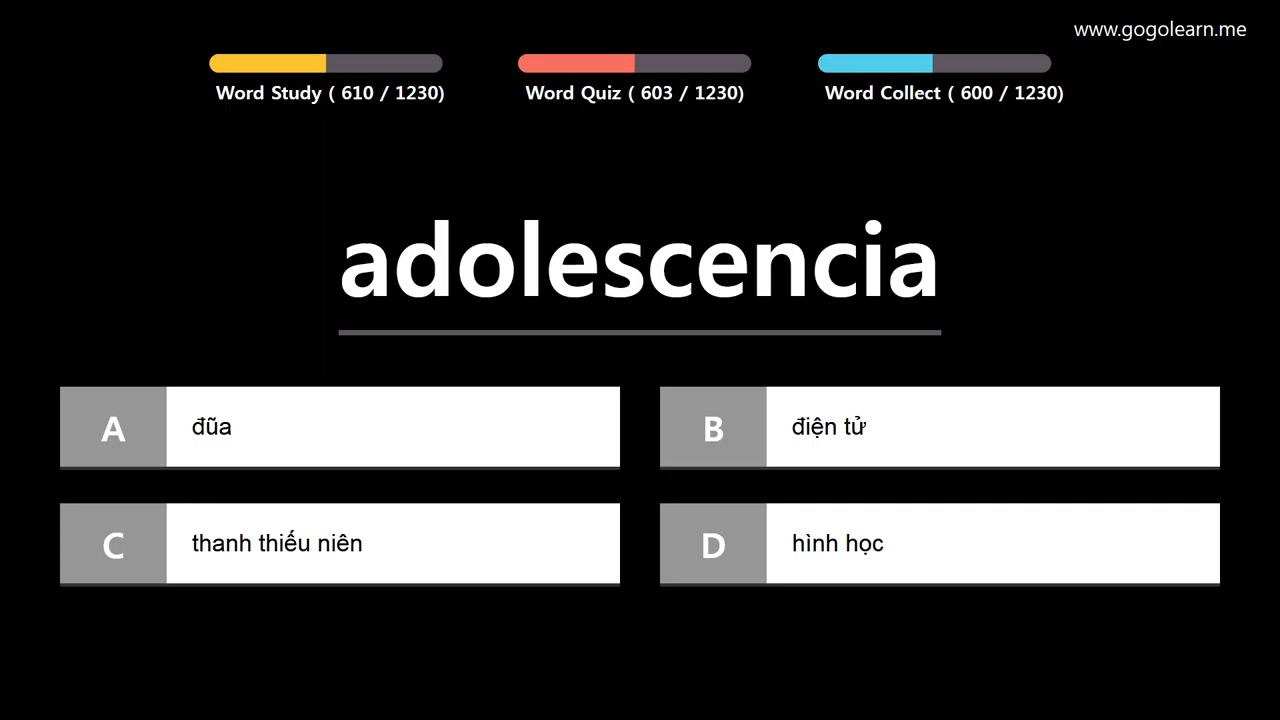 www.gogolearn.me
Word Study ( 610 / 1230)
Word Quiz ( 603 / 1230)
Word Collect ( 600 / 1230)
adolescencia
A
đũa
B
điện tử
C
thanh thiếu niên
D
hình học